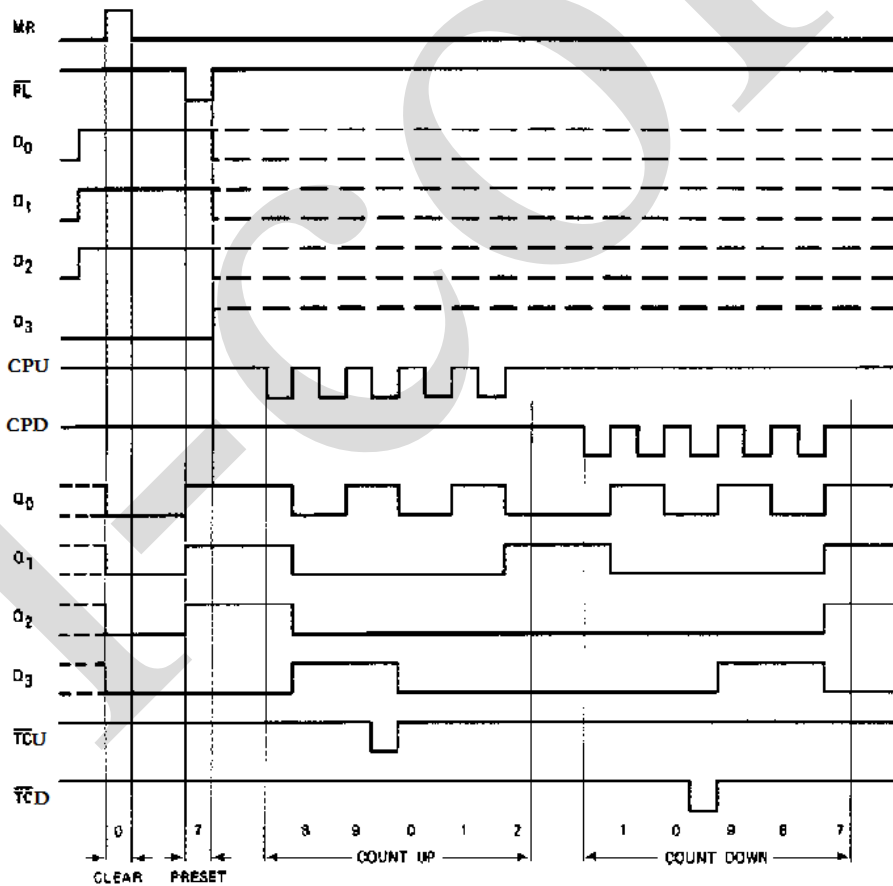 MR
PL
D0
D1
D2
D3
CPU
CPD
Q0
Q1
Q2
Q3
TCU
TCD
0 7 8 9 0 1 2 1 0 9 8 7
COUNT UP COUNT DOWN
CLEAR PRESET